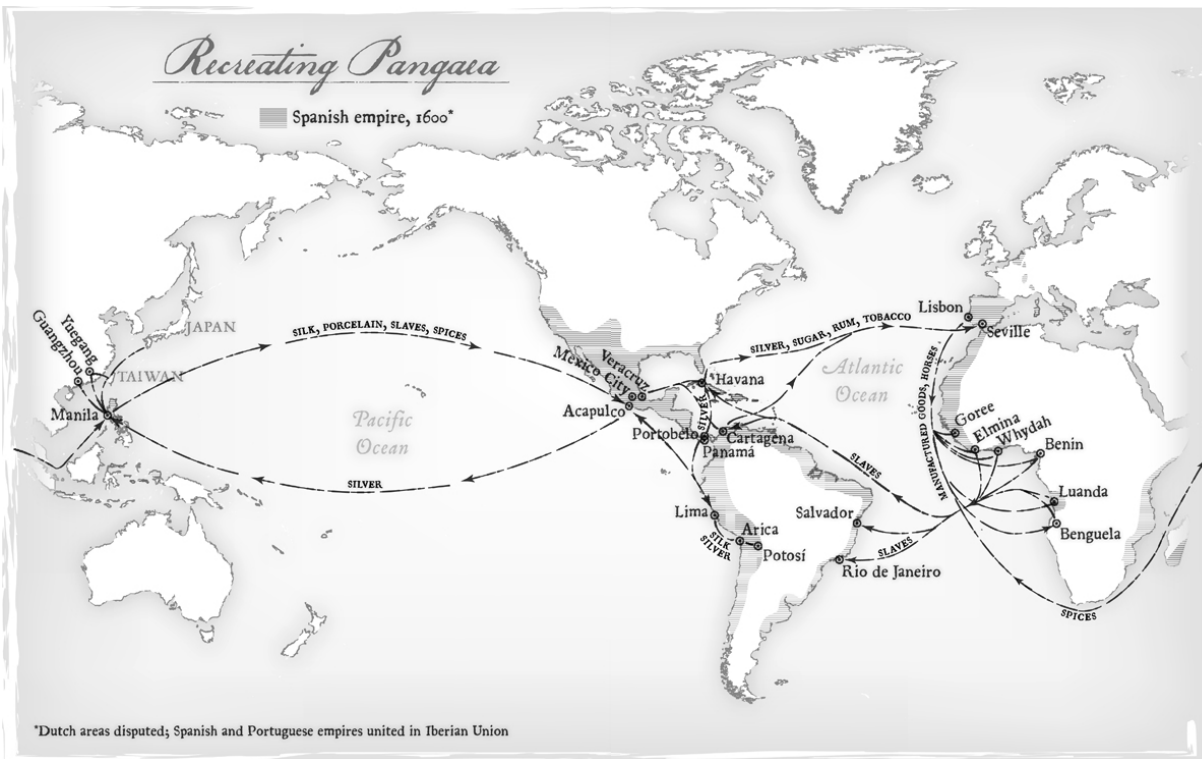 Recreating Pangaea
Spanish empire, 1600*
JAPAN
Yuegang
Guangzhou
TAIWAN
Manila
SILK, PORCELAIN, SLAVES, SPICES
Pacific
Ocean
SILVER
Mexico City
Veracruz
Acapulco
Havana
SILVER
Portobelo
Panamá
Cartagena
SILVER, SUGAR, RUM, TOBACCO
Atlantic
Ocean
Lisbon
Seville
MANUFACTURED GOODS, HORSES
Goree
Elmina
Whydah
Benin
Luanda
Benguela
SLAVES
Salvador
SLAVES
Rio de Janeiro
Lima
SILK
SILVER
Arica
Potosí
SPICES
*Dutch areas disputed; Spanish and Portuguese empires united in Iberian Union